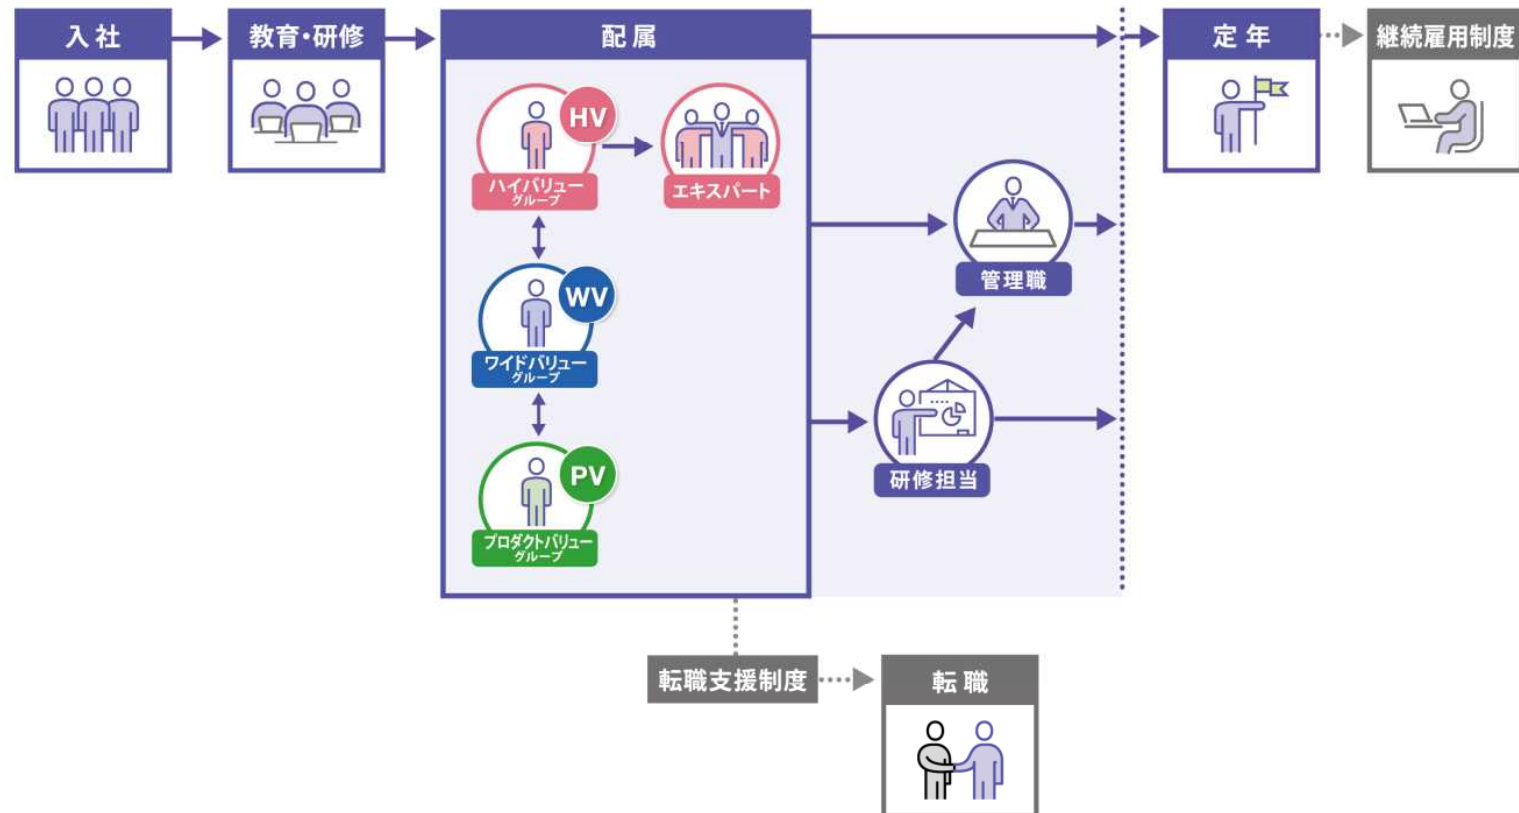 入社
教育・研修
配属
定年
継続雇用制度
HV
ハイバリュー
グループ
エキスパート
WV
ワイドバリュー
グループ
管理職
PV
プロダクトバリュー
グループ
研修担当
転職支援制度
転職